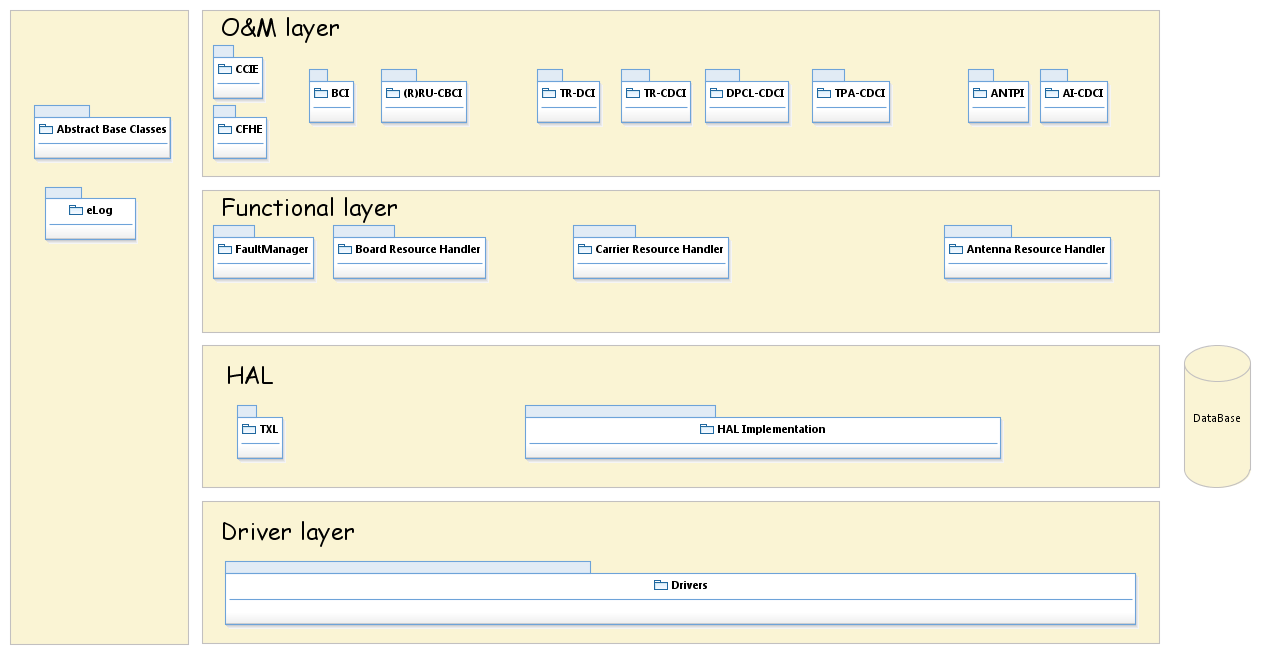 O&M layer
CCIE
BCI
(R)RU-CBCI
TR-DCI
TR-CDCI
DPCL-CDCI
TPA-CDCI
ANTPI
AI-CDCI
CFHE
Abstract Base Classes
eLog
Functional layer
FaultManager
Board Resource Handler
Carrier Resource Handler
Antenna Resource Handler
HAL
TXL
HAL Implementation
DataBase
Driver layer
Drivers